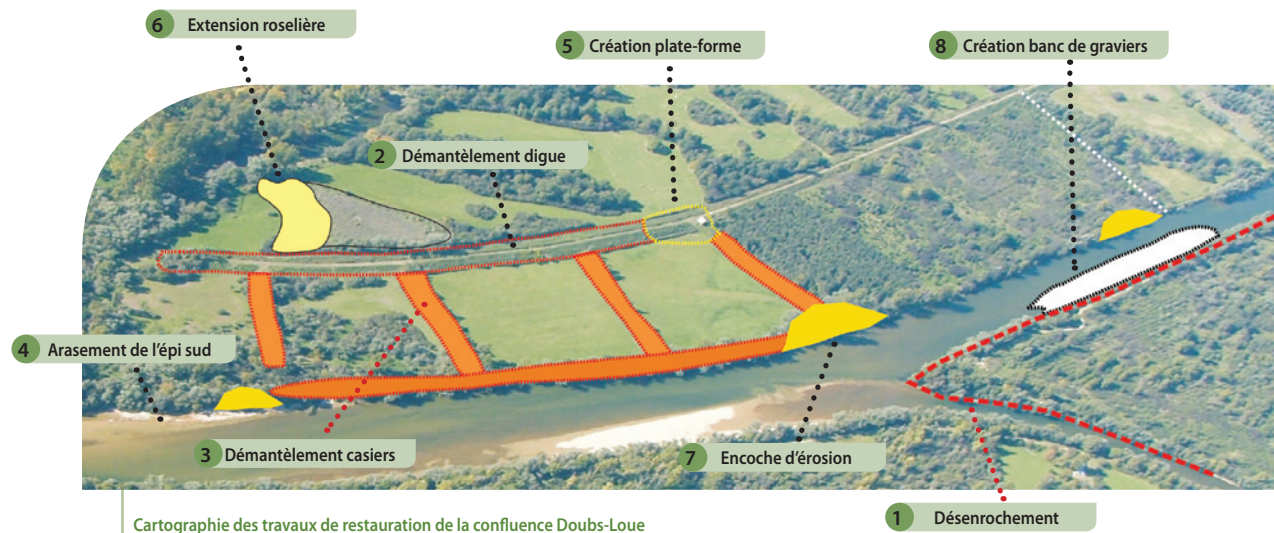 6 Extension roselière
5 Création plate-forme
8 Création banc de graviers
2 Démantèlement digue
4 Arasement de l'épi sud
3 Démantèlement casiers
7 Encoche d'érosion
1 Désenrochement
Cartographie des travaux de restauration de la confluence Doubs-Loue